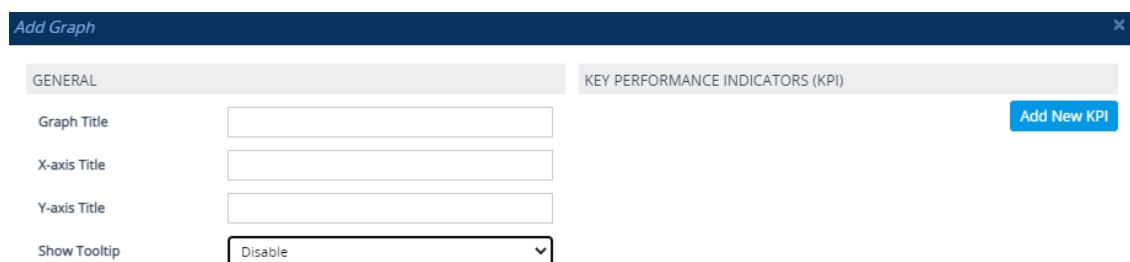 Add Graph
GENERAL
Graph Title
X-axis Title
Y-axis Title
Show Tooltip Disable
KEY PERFORMANCE INDICATORS (KPI)
Add New KPI